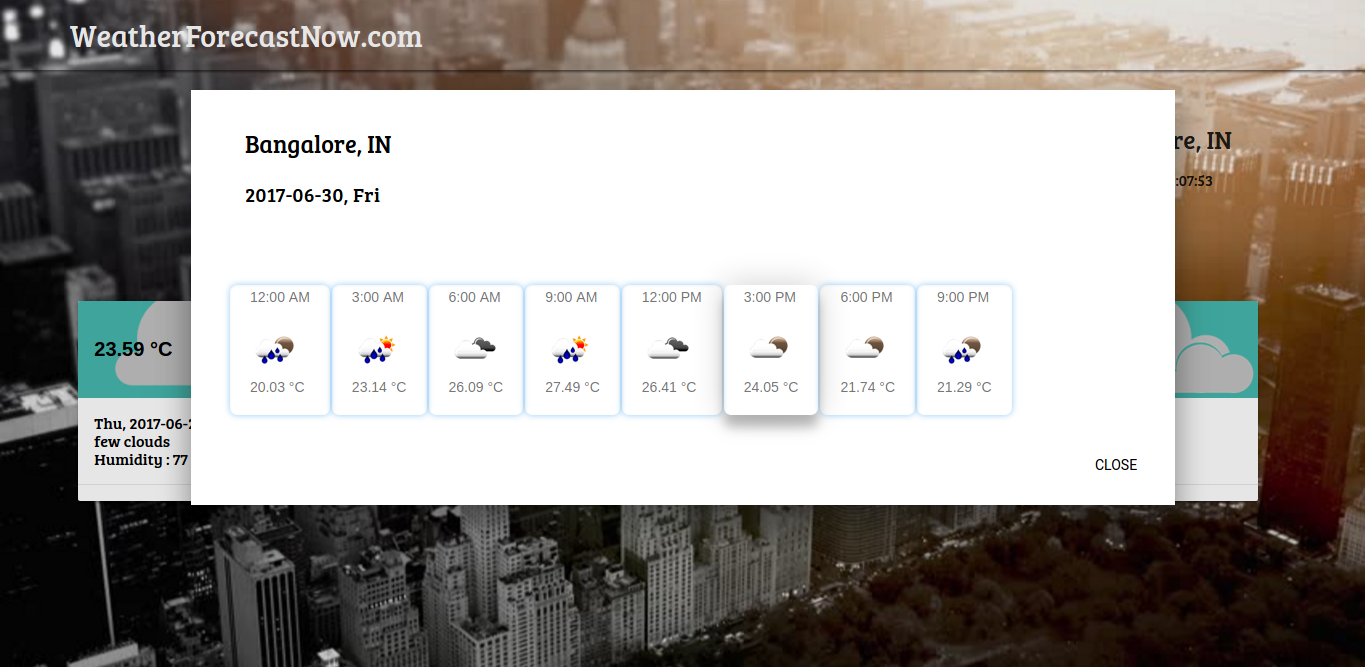 WeatherForecastNow.com
Bangalore, IN
re, IN
2017-06-30, Fri
:07:53
12:00 AM 3:00 AM 6:00 AM 9:00 AM 12:00 PM 3:00 PM 6:00 PM 9:00 PM
20.03 °C 23.14 °C 26.09 °C 27.49 °C 26.41 °C 24.05 °C 21.74 °C 21.29 °C
23.59 °C
Thu, 2017-06-2
few clouds
Humidity : 77
CLOSE